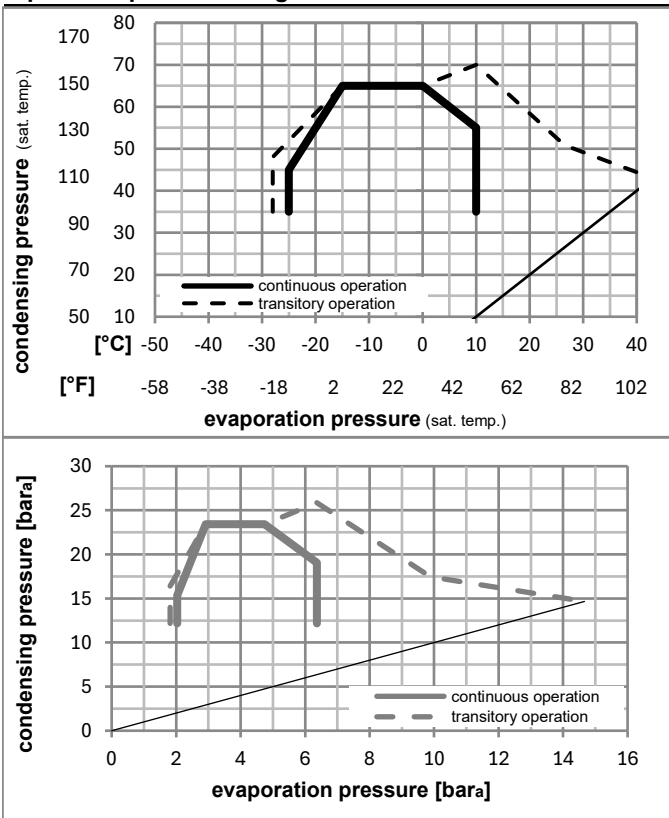 80
170
70
150
60
130
50
110
40
90
30
70
20
50
10
condensing pressure (sat. temp.)
continuous operation
transitory operation
[°C] -50 -40 -30 -20 -10 0 10 20 30 40
[°F] -58 -38 -18 2 22 42 62 82 102
evaporation pressure (sat. temp.)
30
25
20
15
10
5
0
condensing pressure [bara]
continuous operation
transitory operation
0 2 4 6 8 10 12 14 16
evaporation pressure [bara]